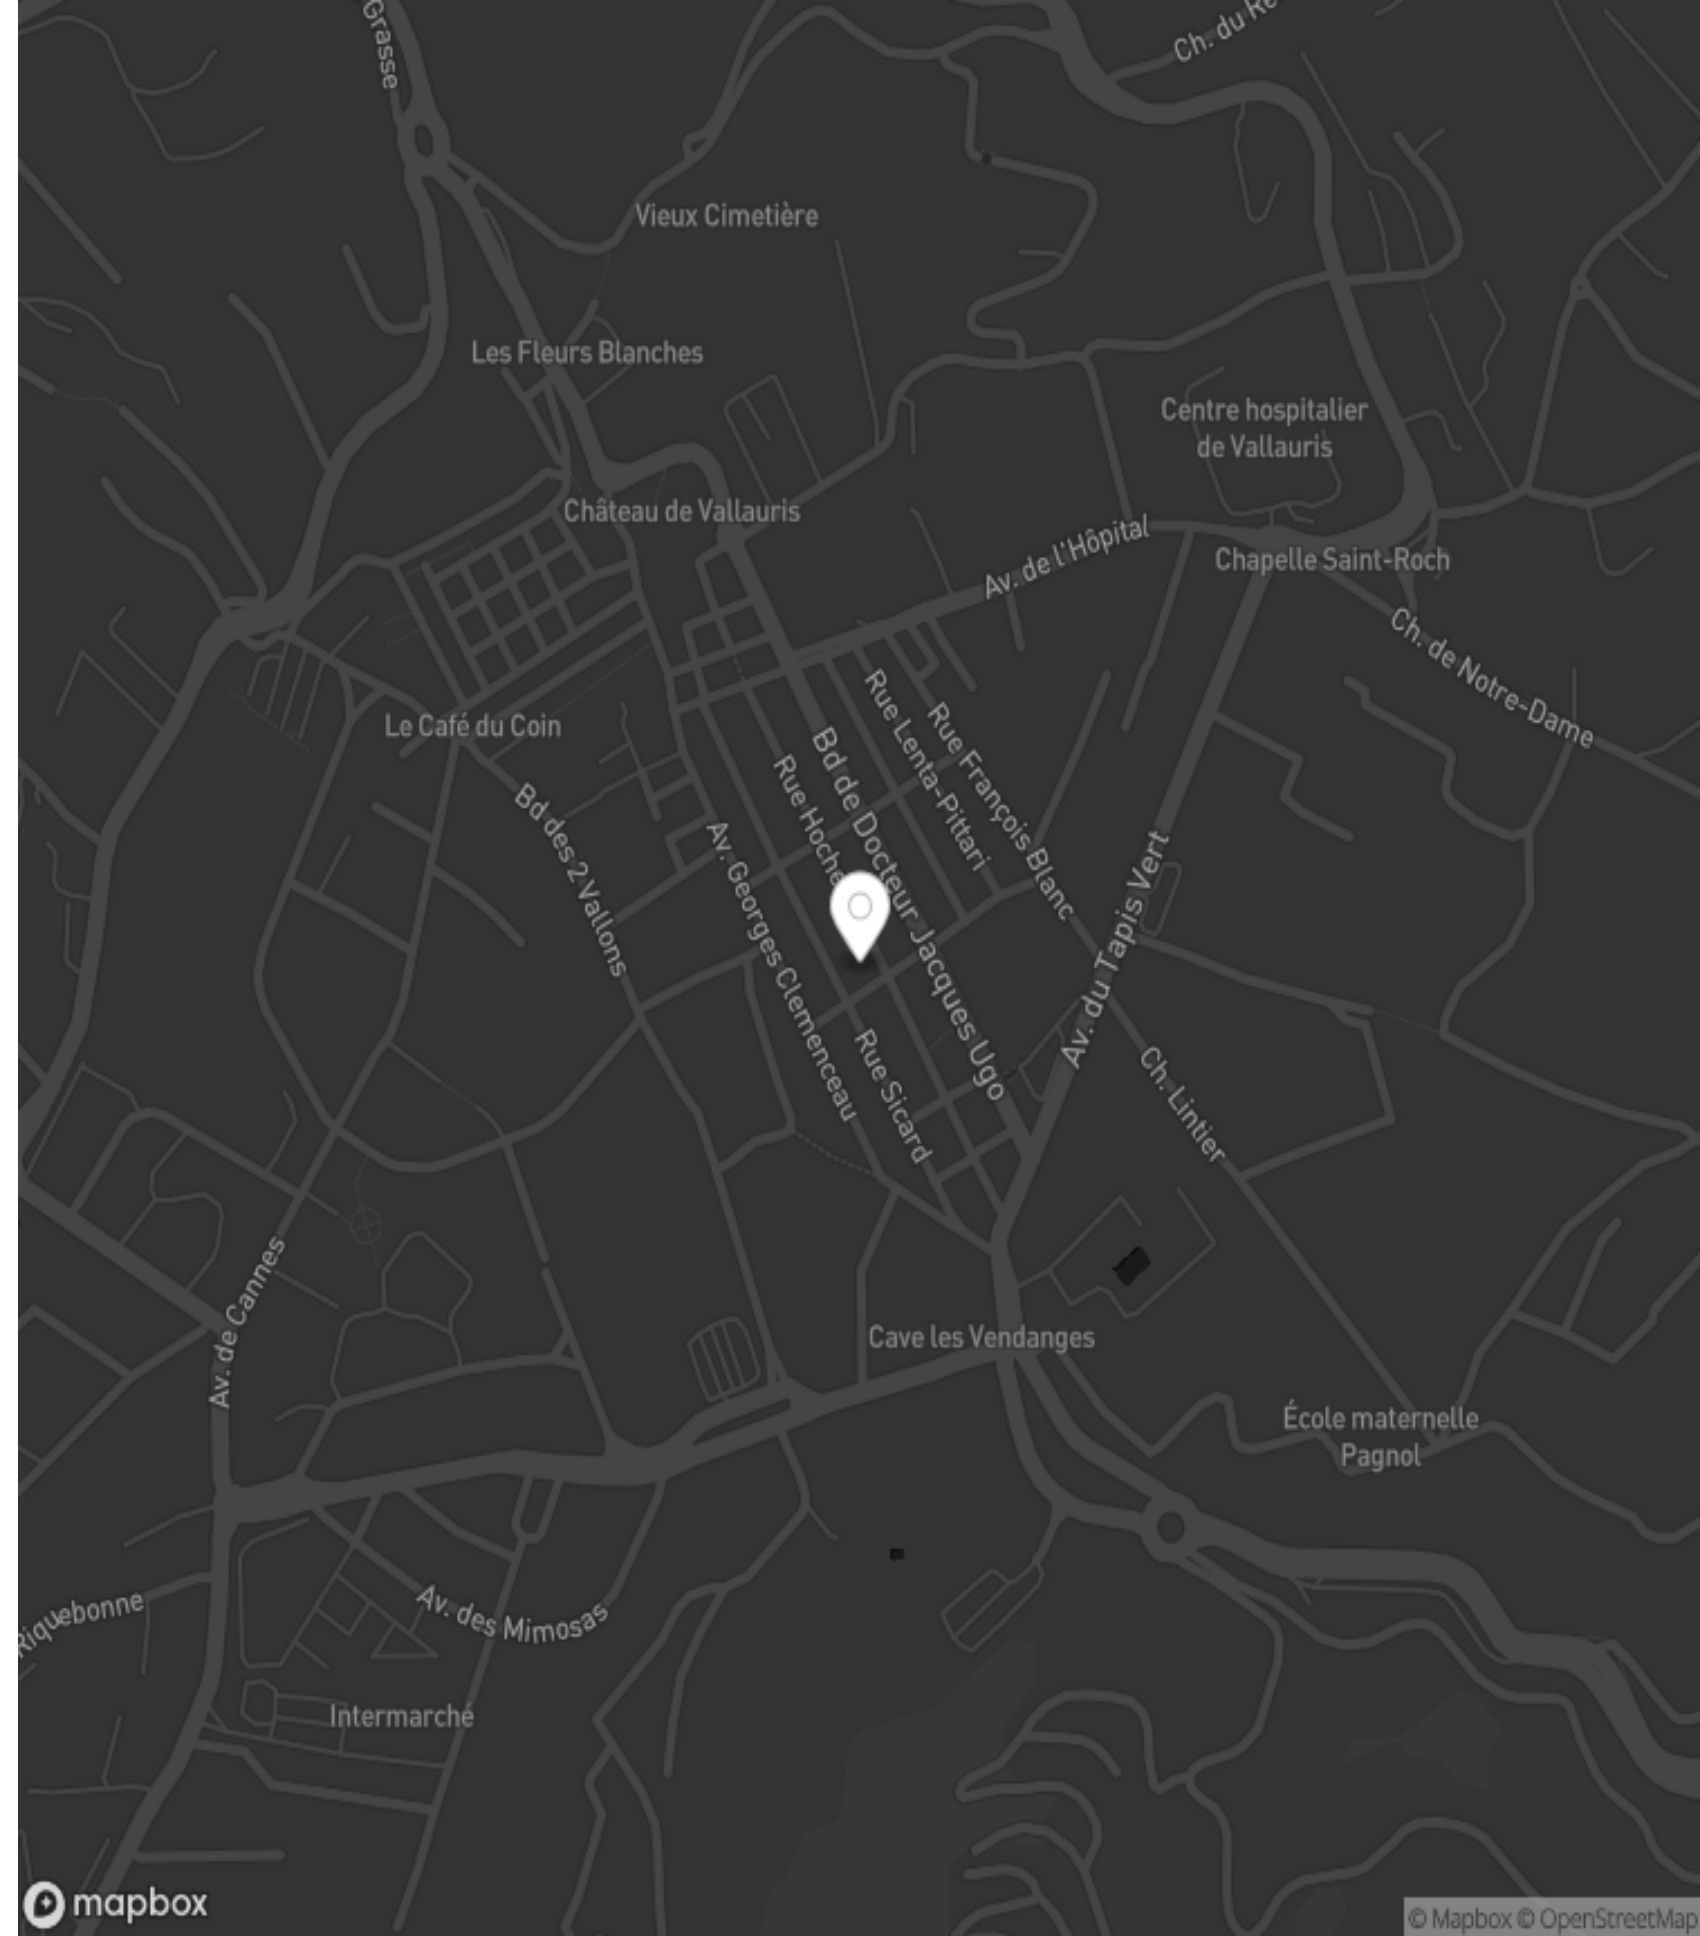 Grasse
Ch. du Re
Vieux Cimetière
Les Fleurs Blanches
Centre hospitalier
de Vallauris
Château de Vallauris
Av. de l'Hôpital
Chapelle Saint-Roch
Ch. de Notre-Dame
Le Café du Coin
Rue Lenta-Pittari
Rue François Blanc
Bd de Docteur Jacques Ugo
Rue Hoche
Bd des 2 Vallons
Av. Georges Clemenceau
Av. du Tapis Vert
Rue Sicard
Ch. Lintier
Av. de Cannes
Cave les Vendanges
École maternelle
Pagnol
Riquebonne
Av. des Mimosas
Intermarché
mapbox
© Mapbox © OpenStreetMap